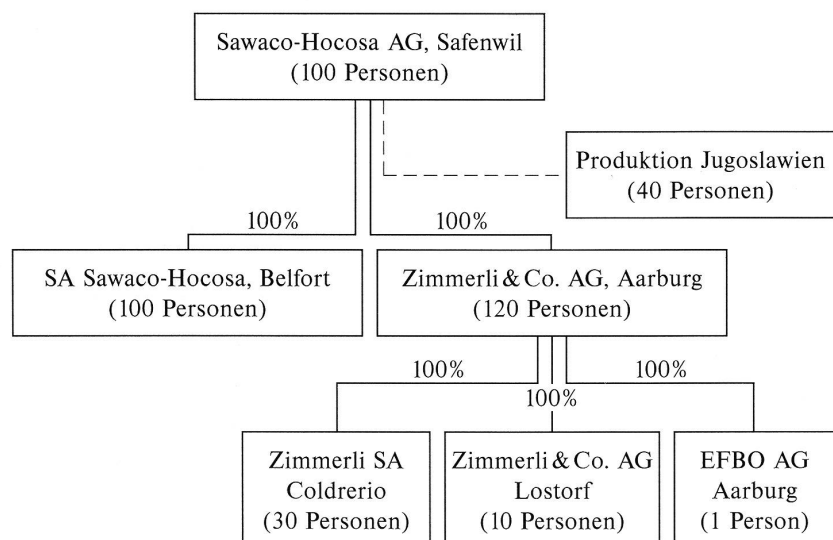 Sawaco-Hocosa AG, Safenwil
(100 Personen)
Produktion Jugoslawien
(40 Personen)
100%
100%
SA Sawaco-Hocosa, Belfort
(100 Personen)
Zimmerli & Co. AG, Aarburg
(120 Personen)
100%
100%
100%
Zimmerli SA
Coldrerio
(30 Personen)
Zimmerli & Co. AG
Lostorf
(10 Personen)
EFBO AG
Aarburg
(1 Person)